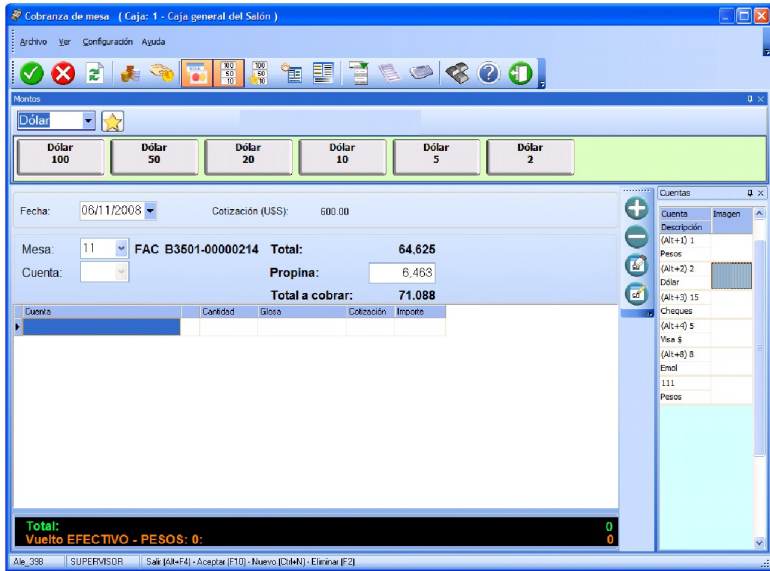 Cobranza de mesa ( Caja: 1 - Caja general del Salón )
Archivo Ver Configuración Ayuda
Montos
Dólar
Dólar 100
Dólar 50
Dólar 20
Dólar 10
Dólar 5
Dólar 2
Fecha: 06/11/2008 Cotización (U$S): 600.00
Mesa: 11 FAC B3501-00000214 Total: 64,625
Cuenta: Propina: 6,463
Total a cobrar: 71.088
Cuenta Cantidad Glosa Cotización Importe
Cuentas
Cuenta Imagen
Descripción
(Alt+1) 1
Pesos
(Alt+2) 2
Dólar
(Alt+3) 15
Cheques
(Alt+4) 5
Visa $
(Alt+8) 8
Emol
111
Pesos
Total: 0
Vuelto EFECTIVO - PESOS: 0: 0
Ale_398 SUPERVISOR Salir (Alt+F4) - Aceptar (F10) - Nuevo (Ctrl+N) - Eliminar (F2)